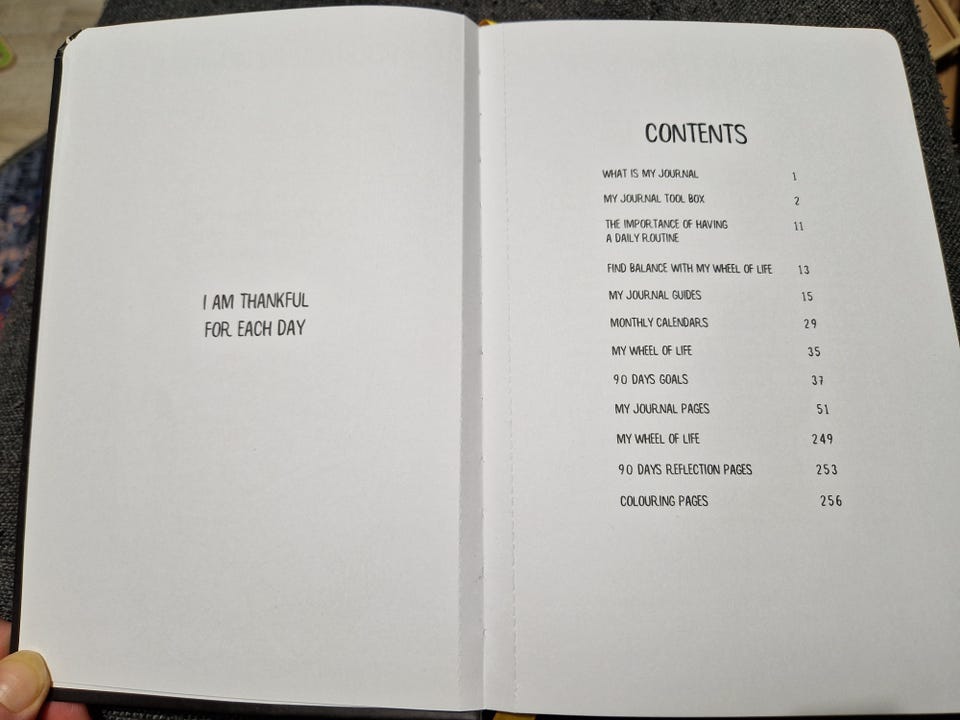 I AM THANKFUL
FOR EACH DAY
CONTENTS
WHAT IS MY JOURNAL 1
MY JOURNAL TOOL BOX 2
THE IMPORTANCE OF HAVING 11
A DAILY ROUTINE
FIND BALANCE WITH MY WHEEL OF LIFE 13
MY JOURNAL GUIDES 15
MONTHLY CALENDARS 29
MY WHEEL OF LIFE 35
90 DAYS GOALS 37
MY JOURNAL PAGES 51
MY WHEEL OF LIFE 249
90 DAYS REFLECTION PAGES 253
COLOURING PAGES 256